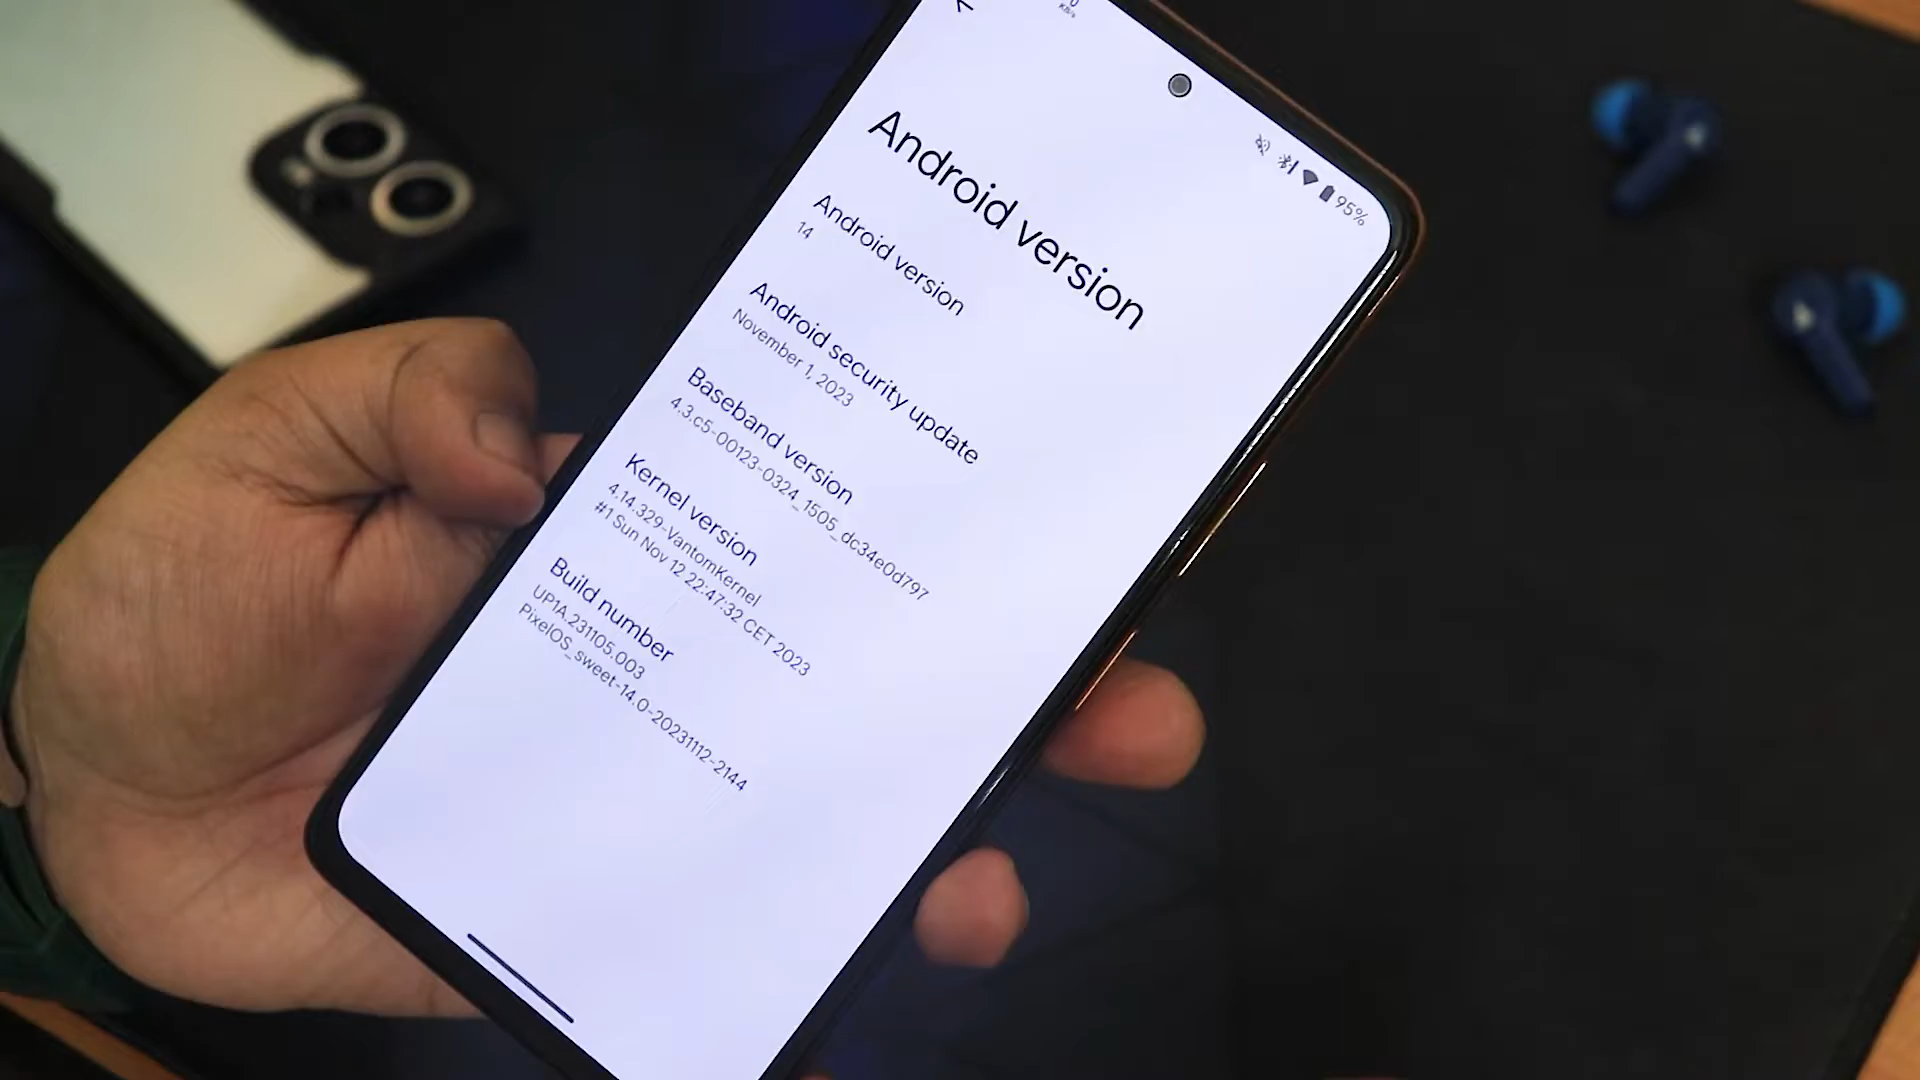 0
KB/s
95%
Android version
Android version
14
Android security update
November 1, 2023
Baseband version
4.3.c5-00123-0324_1505_dc34e0d797
Kernel version
4.14.329-VantomKernel
#1 Sun Nov 12 22:47:32 CET 2023
Build number
UP1A.231105.003
PixelOS_sweet-14.0-20231112-2144